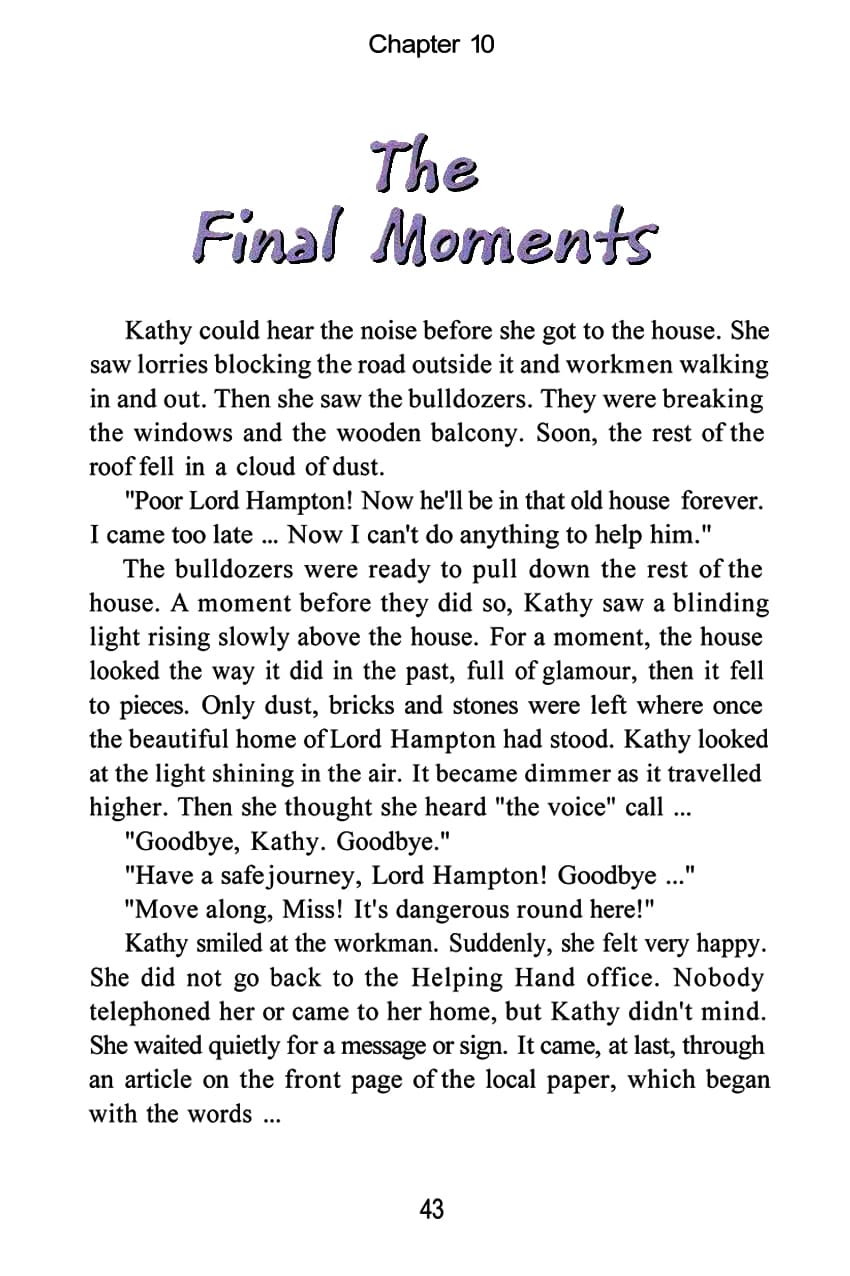 Chapter 10
The
Final Moments
Kathy could hear the noise before she got to the house. She
saw lorries blocking the road outside it and workmen walking
in and out. Then she saw the bulldozers. They were breaking
the windows and the wooden balcony. Soon, the rest of the
roof fell in a cloud of dust.
"Poor Lord Hampton! Now he'll be in that old house forever.
I came too late ... Now I can't do anything to help him."
The bulldozers were ready to pull down the rest of the
house. A moment before they did so, Kathy saw a blinding
light rising slowly above the house. For a moment, the house
looked the way it did in the past, full of glamour, then it fell
to pieces. Only dust, bricks and stones were left where once
the beautiful home of Lord Hampton had stood. Kathy looked
at the light shining in the air. It became dimmer as it travelled
higher. Then she thought she heard "the voice" call ...
"Goodbye, Kathy. Goodbye."
"Have a safe journey, Lord Hampton! Goodbye ..."
"Move along, Miss! It's dangerous round here!"
Kathy smiled at the workman. Suddenly, she felt very happy.
She did not go back to the Helping Hand office. Nobody
telephoned her or came to her home, but Kathy didn't mind.
She waited quietly for a message or sign. It came, at last, through
an article on the front page of the local paper, which began
with the words ...
43